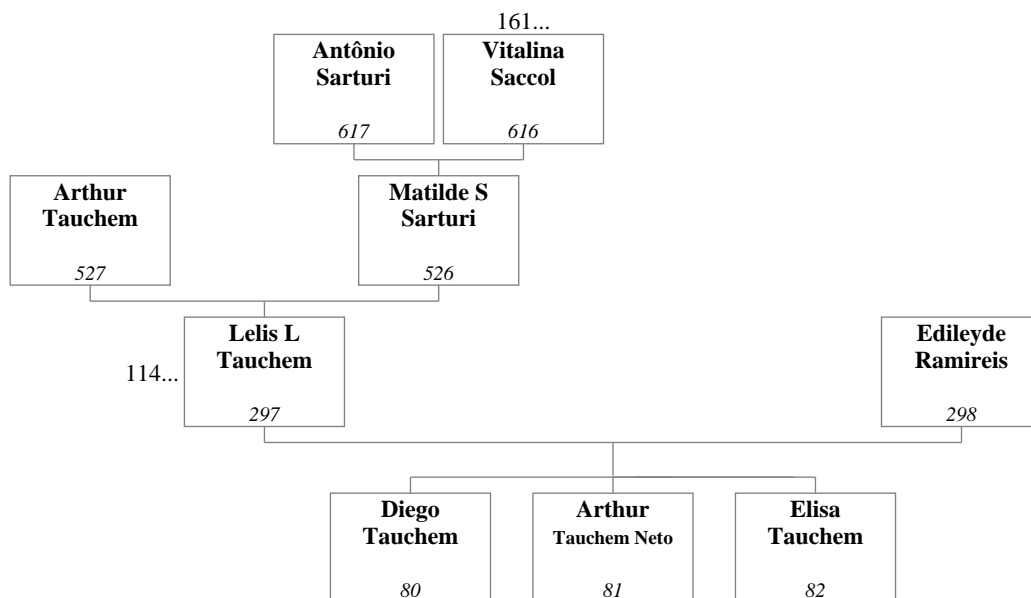 161...
Antônio
Sarturi
617
Vitalina
Saccol
616
Arthur
Tauchem
527
Matilde S
Sarturi
526
114...
Lelis L
Tauchem
297
Edileyde
Ramireis
298
Diego
Tauchem
80
Arthur
Tauchem Neto
81
Elisa
Tauchem
82